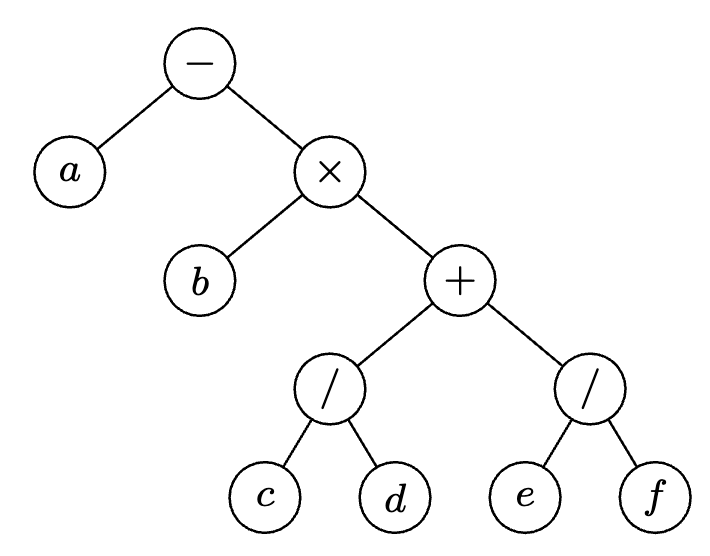 −
a ×
b +
/ /
c d e f